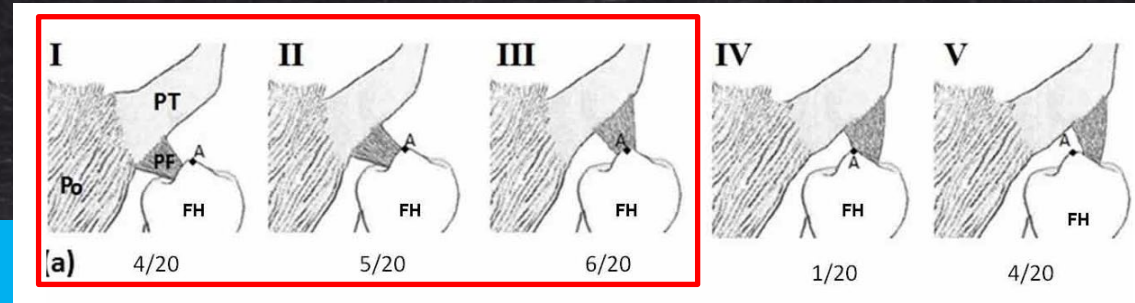 I II III IV V
PT
A A A A A
PF
Po
FH FH FH FH FH
(a) 4/20 5/20 6/20 1/20 4/20